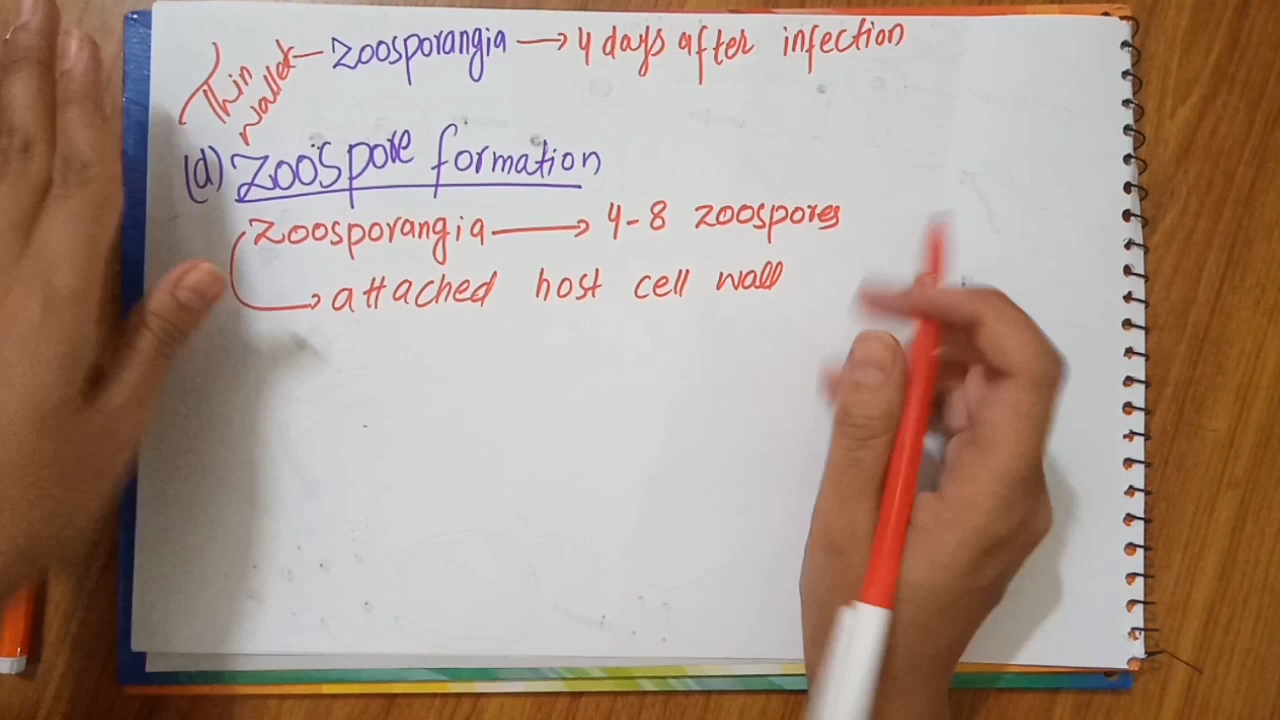 Thin walled - Zoosporangia → 4 days after infection
(d) Zoospore formation
Zoosporangia → 4-8 zoospores
→ attached host cell wall